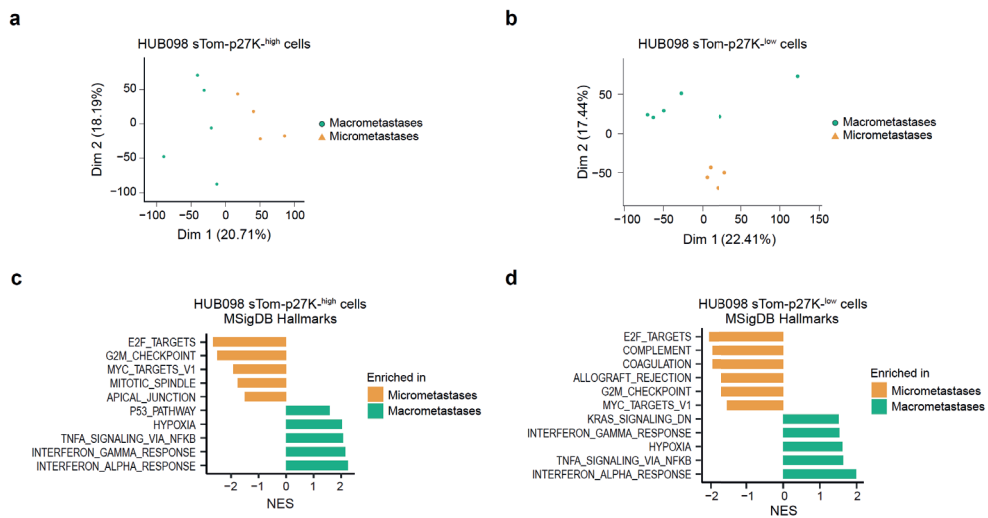 a
HUB098 sTom-p27K-high cells
50
0
−50
−100
Dim 2 (18.19%)
−100 −50 0 50 100
Dim 1 (20.71%)
Macrometastases
Micrometastases
b
HUB098 sTom-p27K-low cells
50
0
−50
Dim 2 (17.44%)
−100 −50 0 50 100 150
Dim 1 (22.41%)
Macrometastases
Micrometastases
c
HUB098 sTom-p27K-high cells
MSigDB Hallmarks
E2F_TARGETS
G2M_CHECKPOINT
MYC_TARGETS_V1
MITOTIC_SPINDLE
APICAL_JUNCTION
P53_PATHWAY
HYPOXIA
TNFA_SIGNALING_VIA_NFKB
INTERFERON_GAMMA_RESPONSE
INTERFERON_ALPHA_RESPONSE
−2 −1 0 1 2
NES
Enriched in
Micrometastases
Macrometastases
d
HUB098 sTom-p27K-low cells
MSigDB Hallmarks
E2F_TARGETS
COMPLEMENT
COAGULATION
ALLOGRAFT_REJECTION
G2M_CHECKPOINT
MYC_TARGETS_V1
KRAS_SIGNALING_DN
INTERFERON_GAMMA_RESPONSE
HYPOXIA
TNFA_SIGNALING_VIA_NFKB
INTERFERON_ALPHA_RESPONSE
−2 −1 0 1 2
NES
Enriched in
Micrometastases
Macrometastases